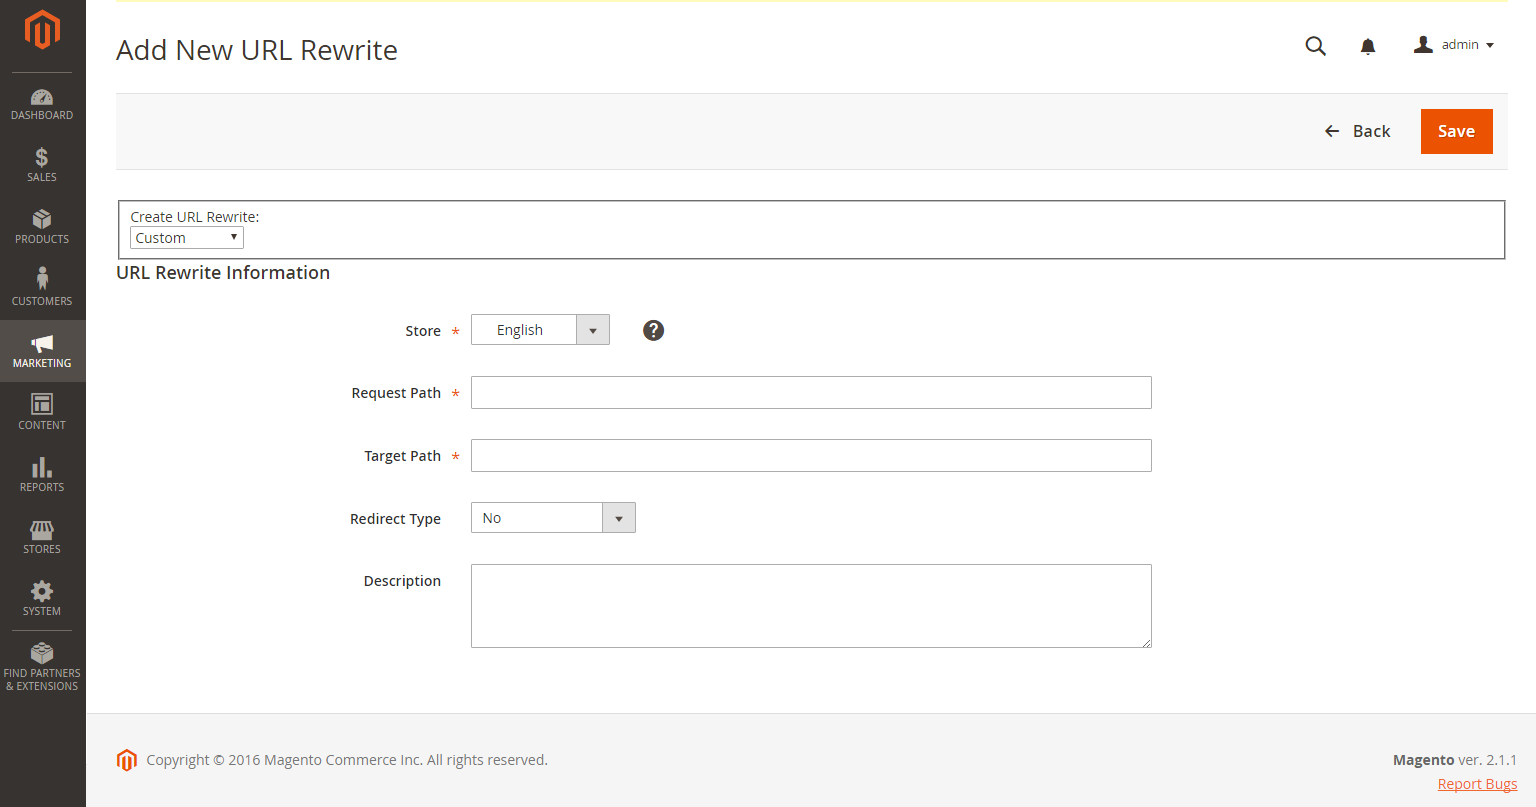 Add New URL Rewrite
admin
DASHBOARD
SALES
PRODUCTS
CUSTOMERS
MARKETING
CONTENT
REPORTS
STORES
SYSTEM
FIND PARTNERS
& EXTENSIONS
Back
Save
Create URL Rewrite:
Custom
URL Rewrite Information
Store * English
?
Request Path *
Target Path *
Redirect Type No
Description
Copyright © 2016 Magento Commerce Inc. All rights reserved.
Magento ver. 2.1.1
Report Bugs